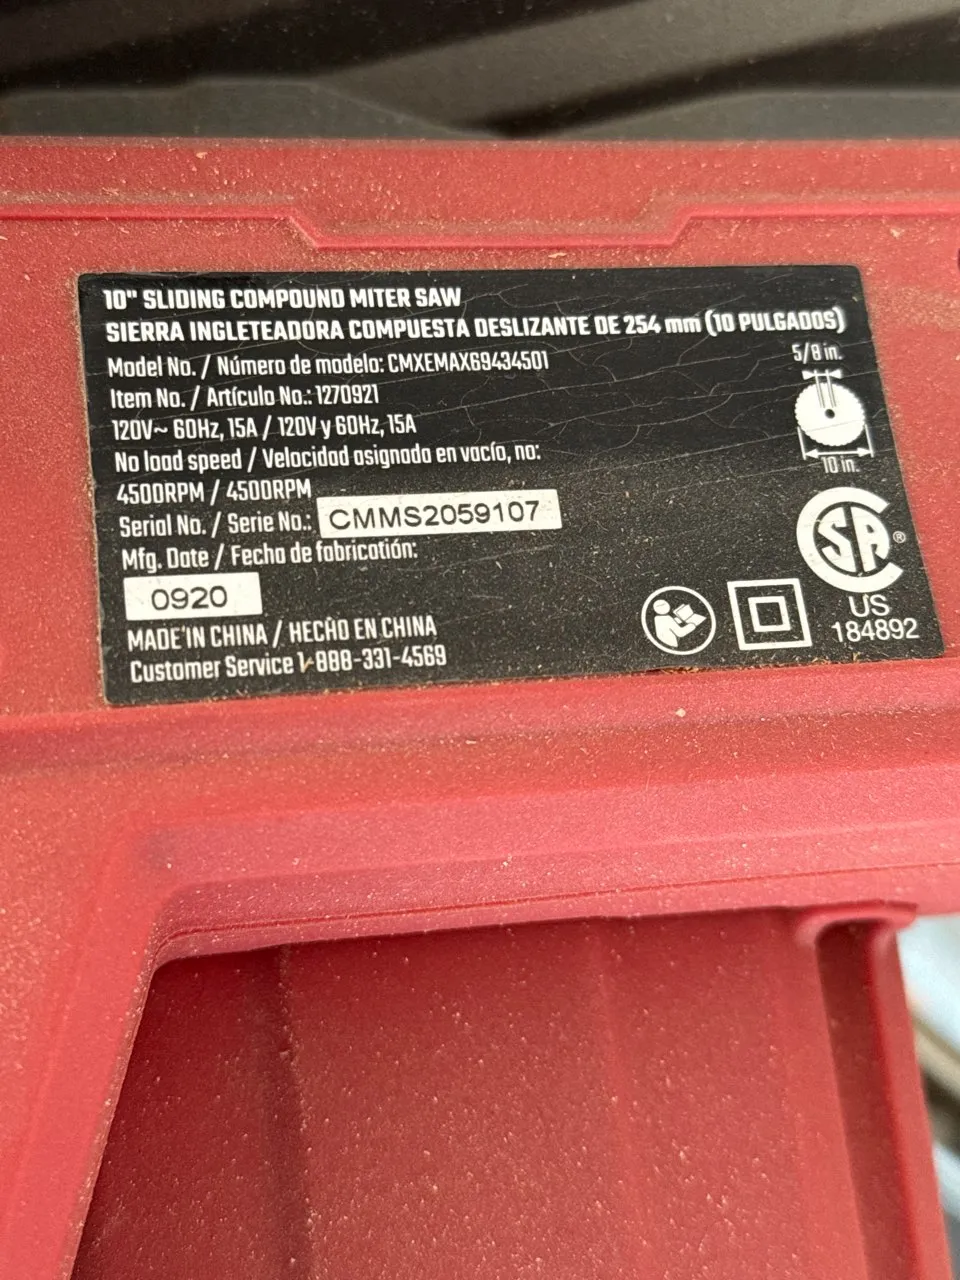 10" SLIDING COMPOUND MITER SAW
SIERRA INGLETEADORA COMPUESTA DESLIZANTE DE 254 mm (10 PULGADOS)
Model No. / Número de modelo: CMXEMAX69434501
Item No. / Artículo No.: 1270921
120V~ 60Hz, 15A / 120V y 60Hz, 15A
No load speed / Velocidad asignada en vacío, no:
4500RPM / 4500RPM
Serial No. / Serie No.: CMMS2059107
Mfg. Date / Fecha de fabricatión:
0920
MADE IN CHINA / HECHO EN CHINA
Customer Service 1-888-331-4569
5/8 in.
10 in.
CSA®
US
184892